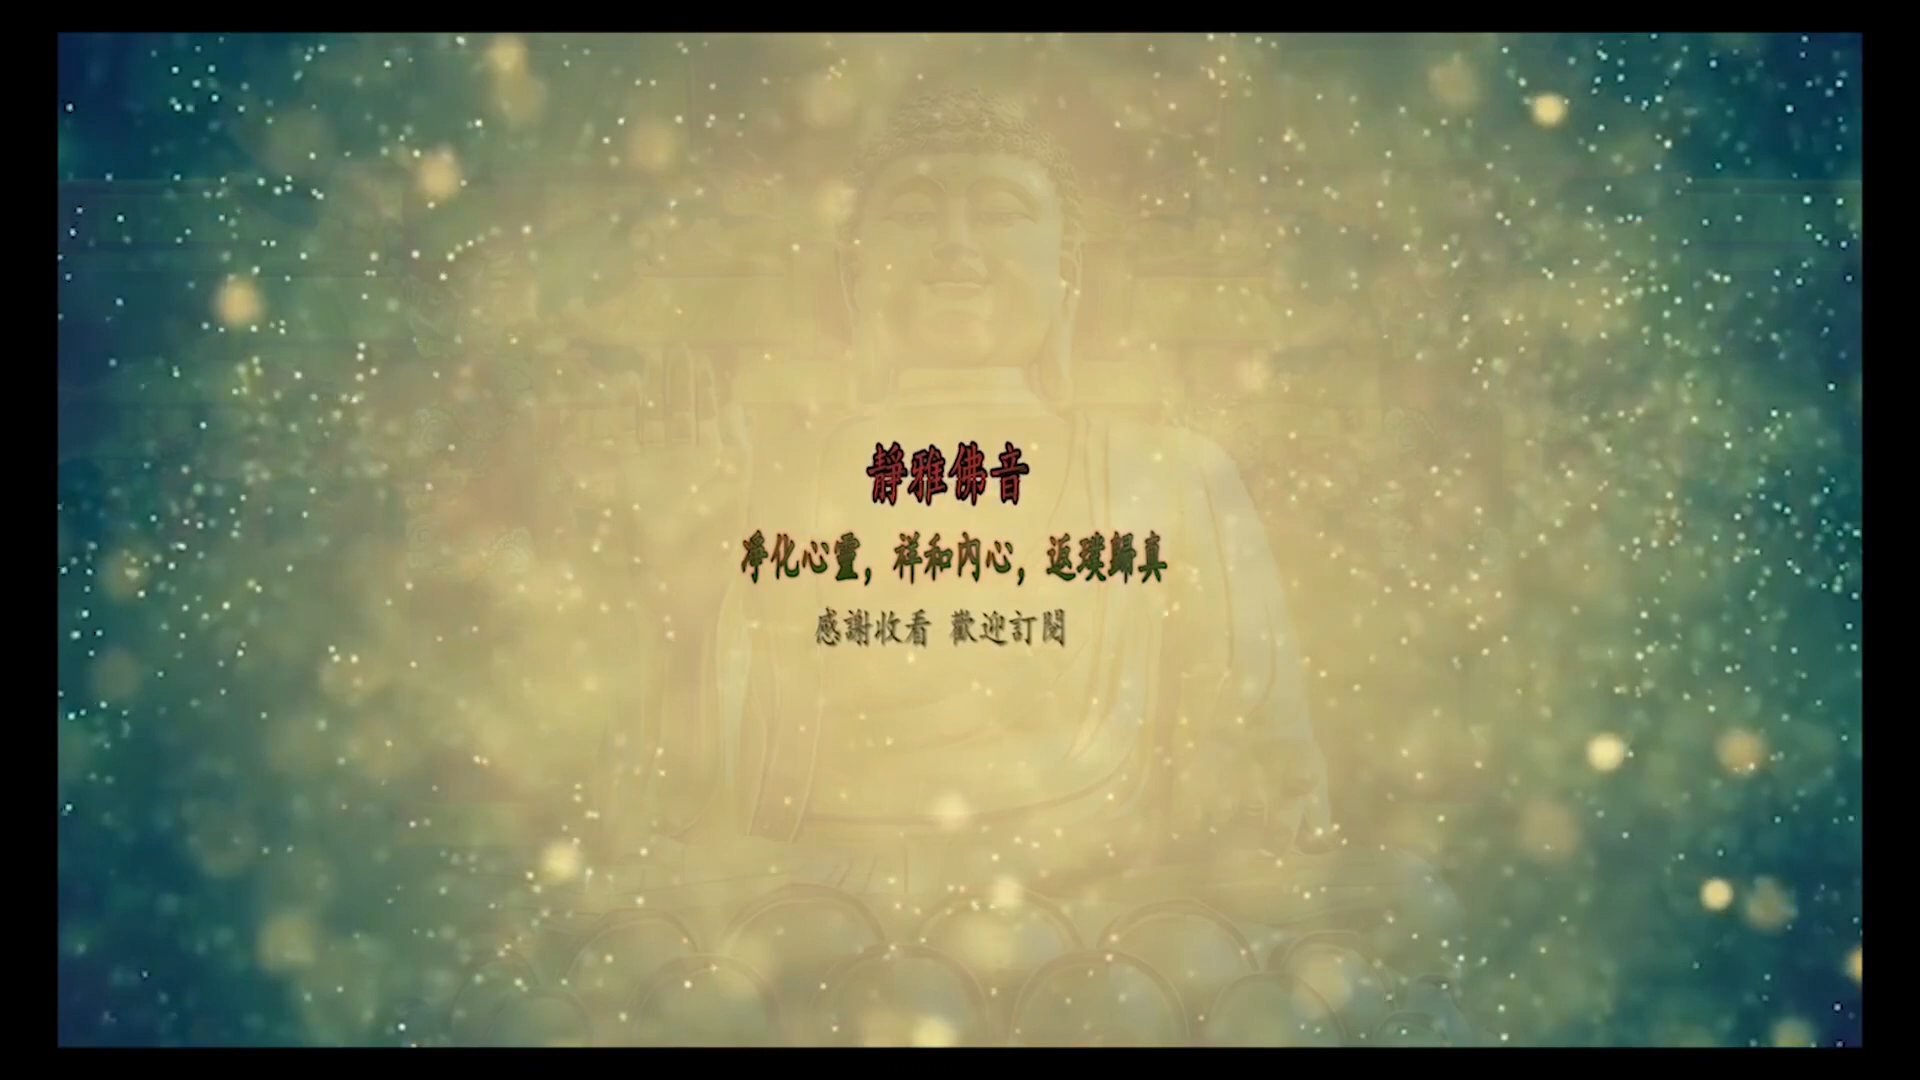 靜雅佛音
凈化心靈，祥和內心，返璞歸真
感謝收看 歡迎訂閱